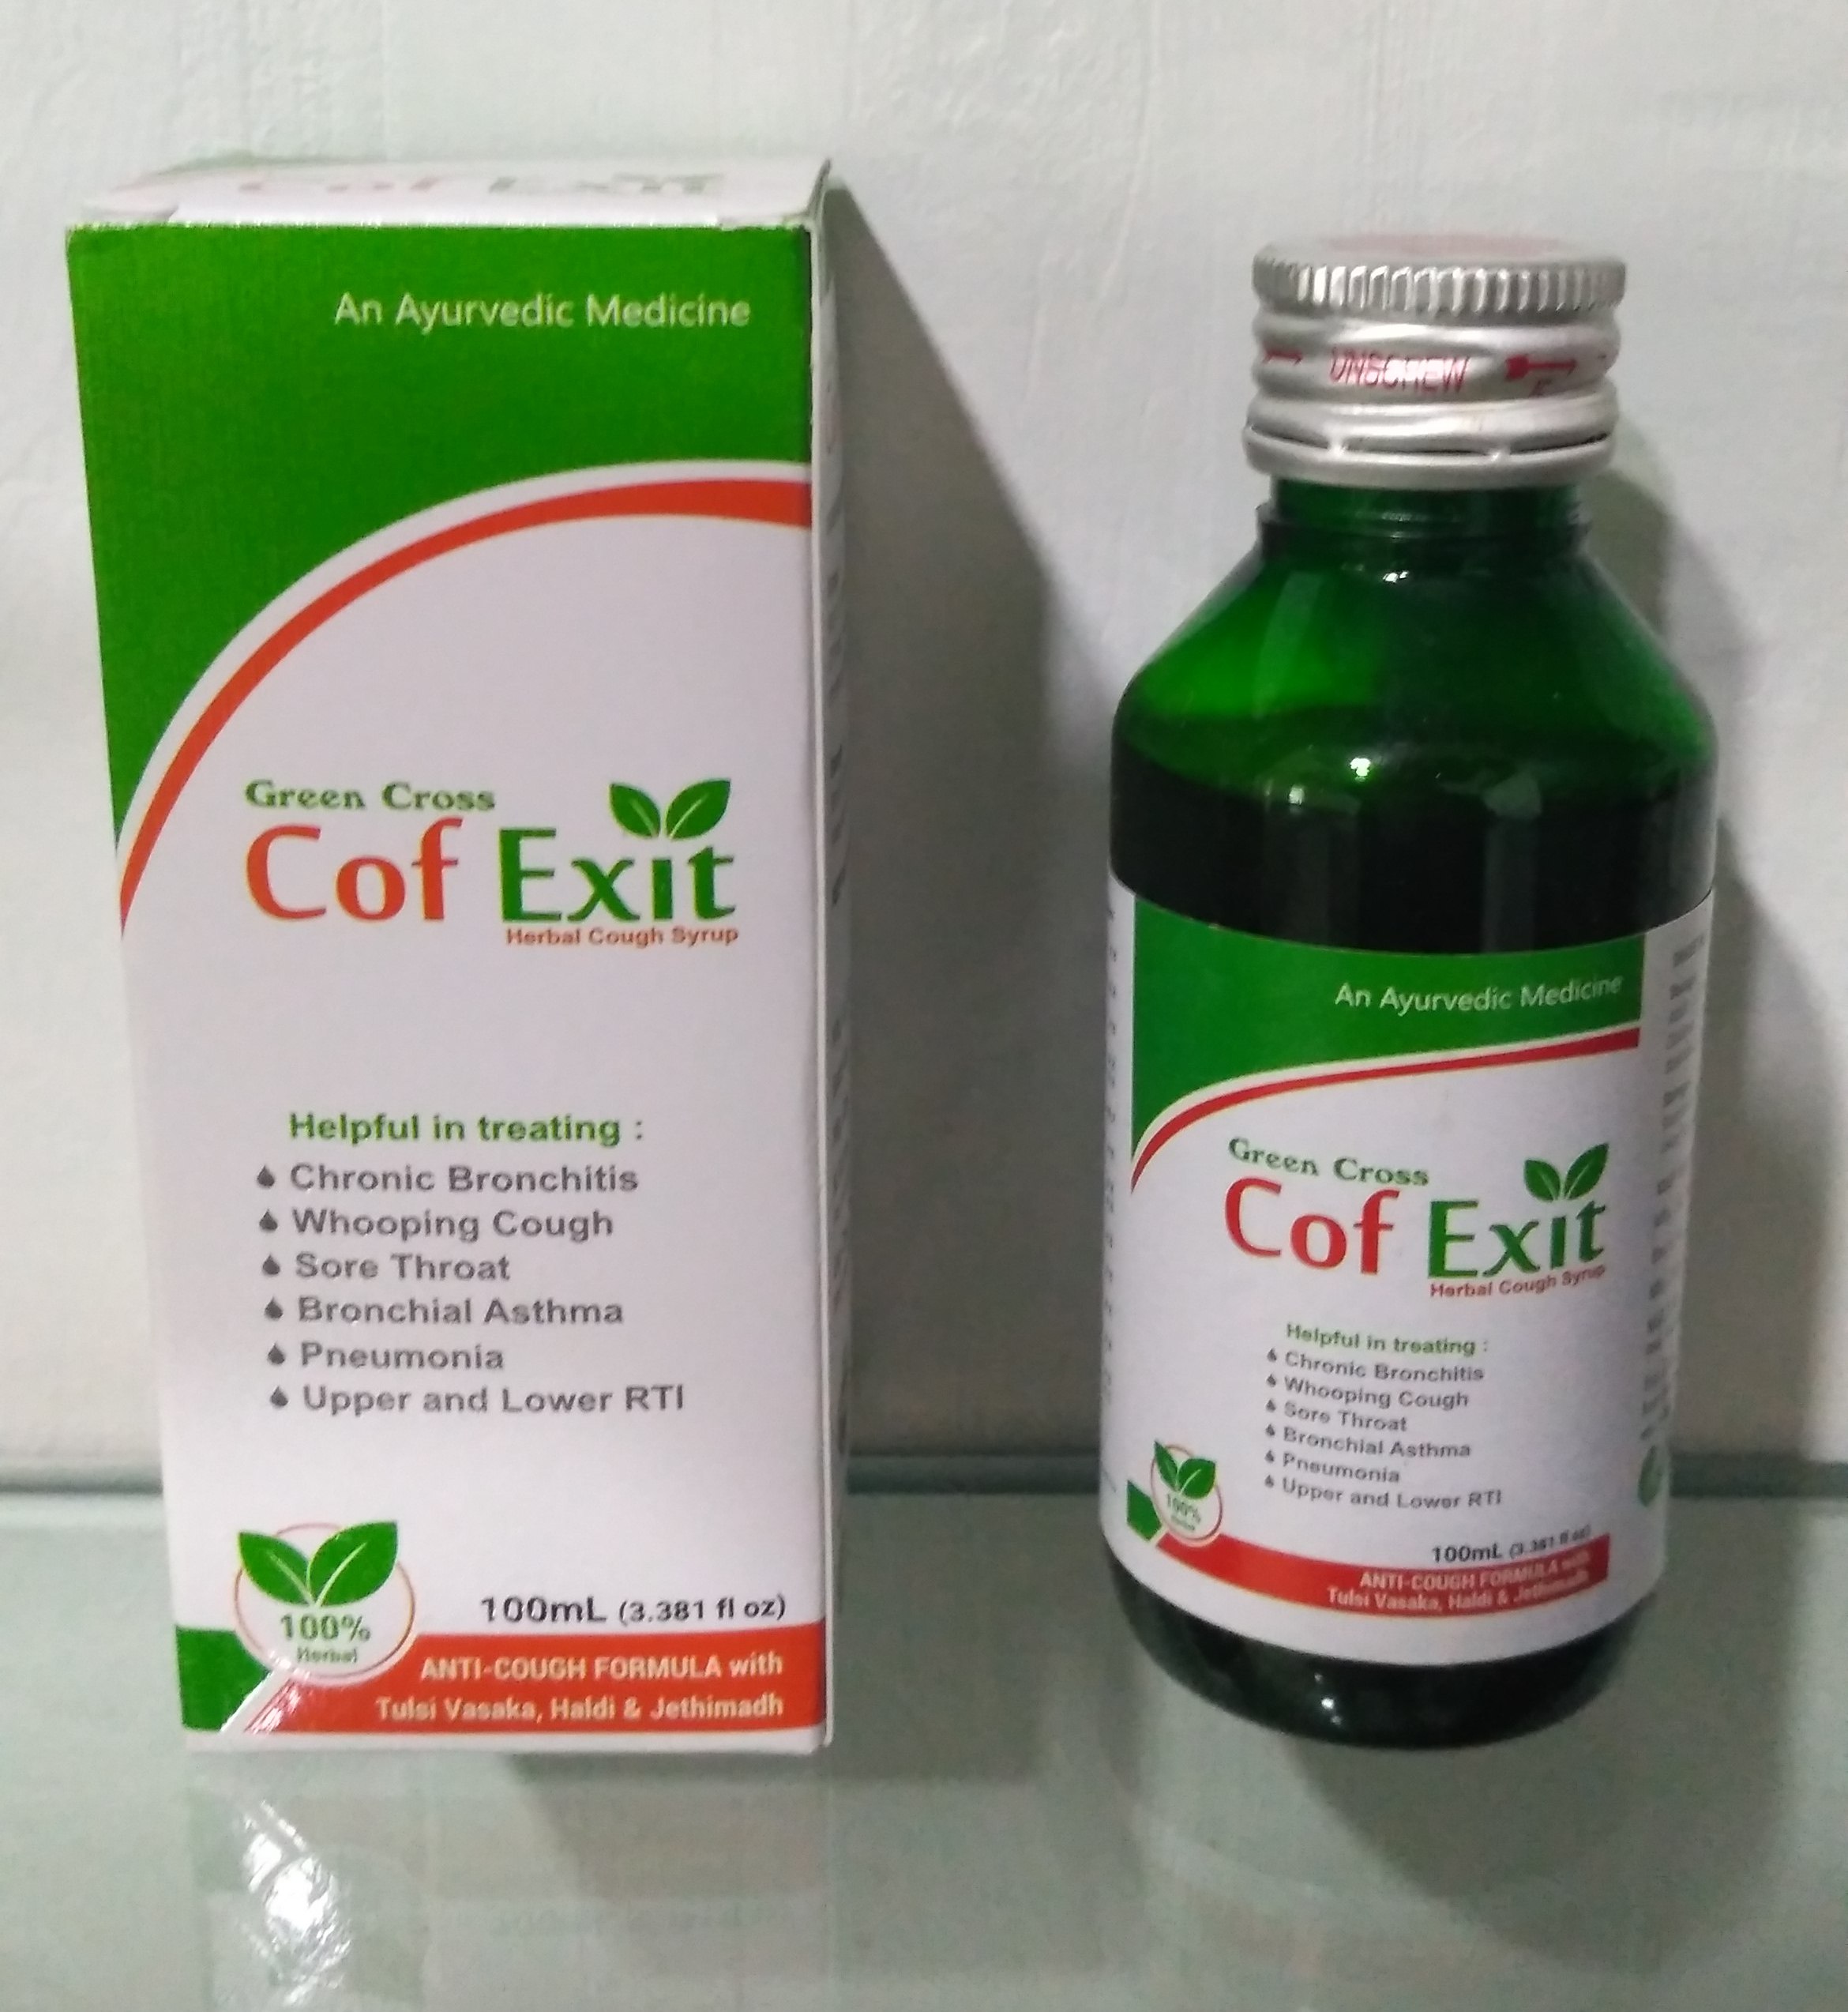 Cof Exit
An Ayurvedic Medicine
Green Cross
Cof Exit
Herbal Cough Syrup
Helpful in treating :
Chronic Bronchitis
Whooping Cough
Sore Throat
Bronchial Asthma
Pneumonia
Upper and Lower RTI
100%
Herbal
100mL (3.381 fl oz)
ANTI-COUGH FORMULA with
Tulsi Vasaka, Haldi & Jethimadh
UNSCREW
An Ayurvedic Medicine
Green Cross
Cof Exit
Herbal Cough Syrup
Helpful in treating :
Chronic Bronchitis
Whooping Cough
Sore Throat
Bronchial Asthma
Pneumonia
Upper and Lower RTI
100%
Herbal
100mL (3.381 fl oz)
ANTI-COUGH FORMULA with
Tulsi Vasaka, Haldi & Jethimadh